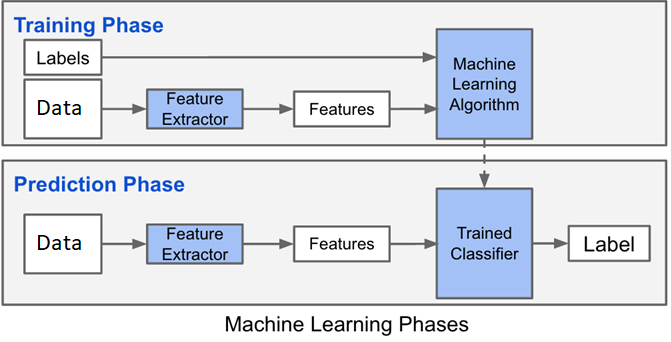 Training Phase
Labels
Data
Feature
Extractor
Features
Machine
Learning
Algorithm
Prediction Phase
Data
Feature
Extractor
Features
Trained
Classifier
Label
Machine Learning Phases